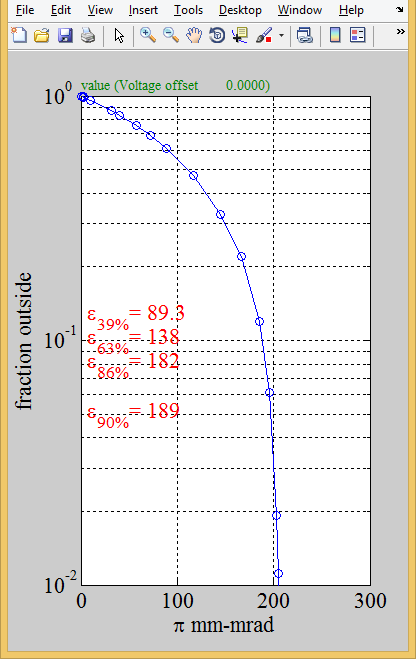 File Edit View Insert Tools Desktop Window Help
value (Voltage offset 0.0000)
10^0
fraction outside
ε39% = 89.3
10^-1
ε63% = 138
ε86% = 182
ε90% = 189
10^-2
0 100 200 300
π mm-mrad